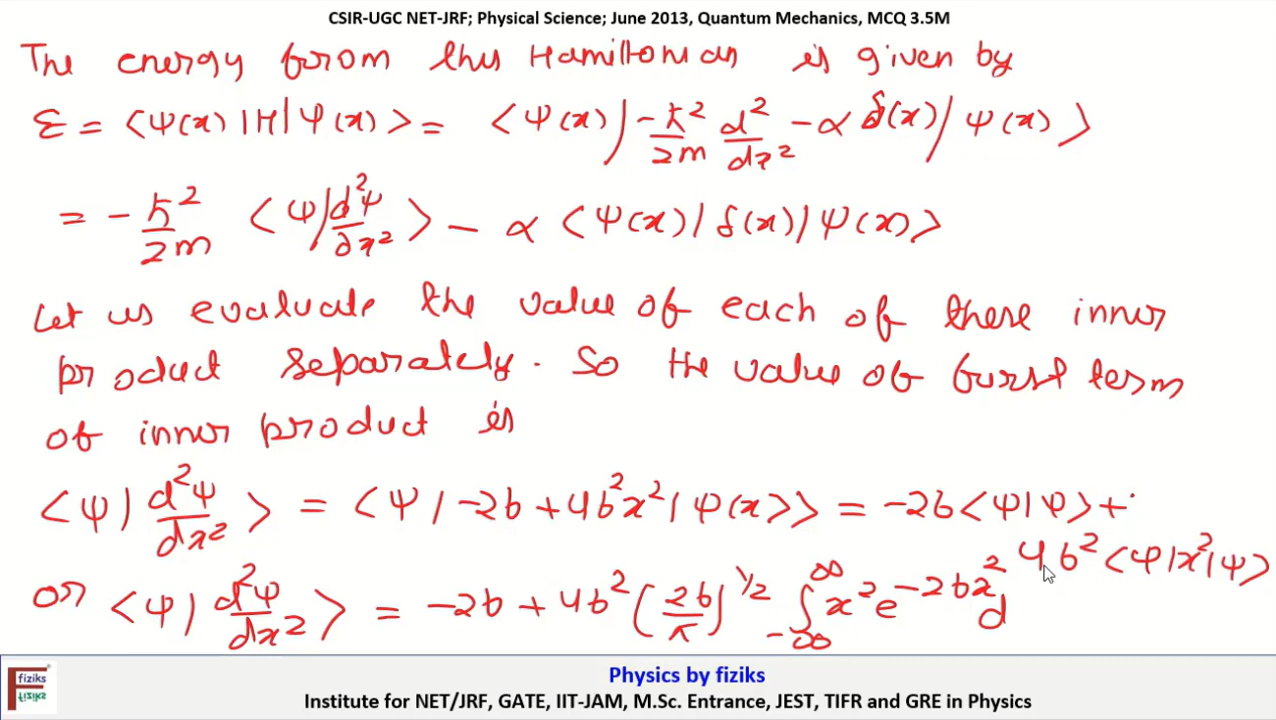 CSIR-UGC NET-JRF; Physical Science; June 2013, Quantum Mechanics, MCQ 3.5M
The energy from this Hamiltonian is given by
ε = <ψ(x)|H|ψ(x)> = <ψ(x)|-ℏ²/2m d²/dx² - α δ(x)|ψ(x)>
= - ℏ²/2m <ψ|d²ψ/dx²> - α <ψ(x)|δ(x)|ψ(x)>
Let us evaluate the value of each of these inner
product separately. So the value of first term
of inner product is
<ψ| d²ψ/dx² > = <ψ|-2b + 4b²x²|ψ(x)>> = -2b<ψ|ψ> +
4b²<ψ|x²|ψ>
or <ψ| d²ψ/dx² > = -2b + 4b² (2b/π)^1/2 ∫_-∞^∞ x² e^-2bx² d
fiziks
Physics by fiziks
Institute for NET/JRF, GATE, IIT-JAM, M.Sc. Entrance, JEST, TIFR and GRE in Physics